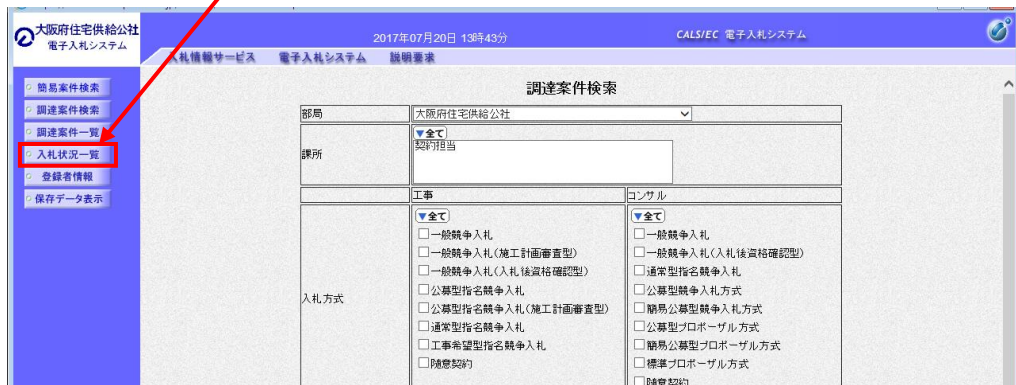 大阪府住宅供給公社
電子入札システム
2017年07月20日 13時43分
CALS/EC 電子入札システム
入札情報サービス 電子入札システム 説明要求
簡易案件検索
調達案件検索
調達案件一覧
入札状況一覧
登録者情報
保存データ表示
調達案件検索
部局 大阪府住宅供給公社
課所 ▼全て
契約担当
工事 コンサル
入札方式
▼全て
一般競争入札
一般競争入札(施工計画審査型)
一般競争入札(入札後資格確認型)
公募型指名競争入札
公募型指名競争入札(施工計画審査型)
通常型指名競争入札
工事希望型指名競争入札
随意契約
▼全て
一般競争入札
一般競争入札(入札後資格確認型)
通常型指名競争入札
公募型競争入札方式
簡易公募型競争入札方式
公募型プロポーザル方式
簡易公募型プロポーザル方式
標準プロポーザル方式
随意契約